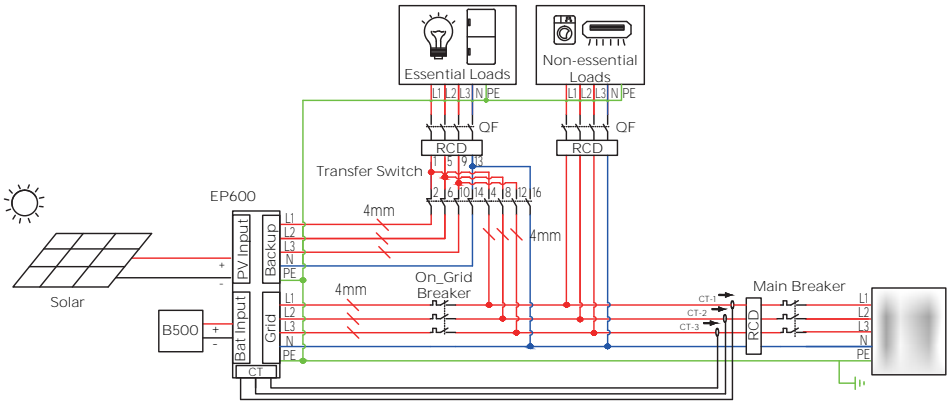 Essential Loads
Non-essential
Loads
L1 L2 L3 N PE
L1 L2 L3 N PE
QF
QF
RCD
RCD
1 5 9 13
Transfer Switch
2 6 10 14 4 8 12 16
EP600
PV Input
Backup
L1
L2
L3
N
PE
4mm
4mm
+
-
Solar
On_Grid
Breaker
4mm
B500
+
-
Bat Input
Grid
L1
L2
L3
N
PE
CT
CT-1
CT-2
CT-3
RCD
Main Breaker
L1
L2
L3
N
PE